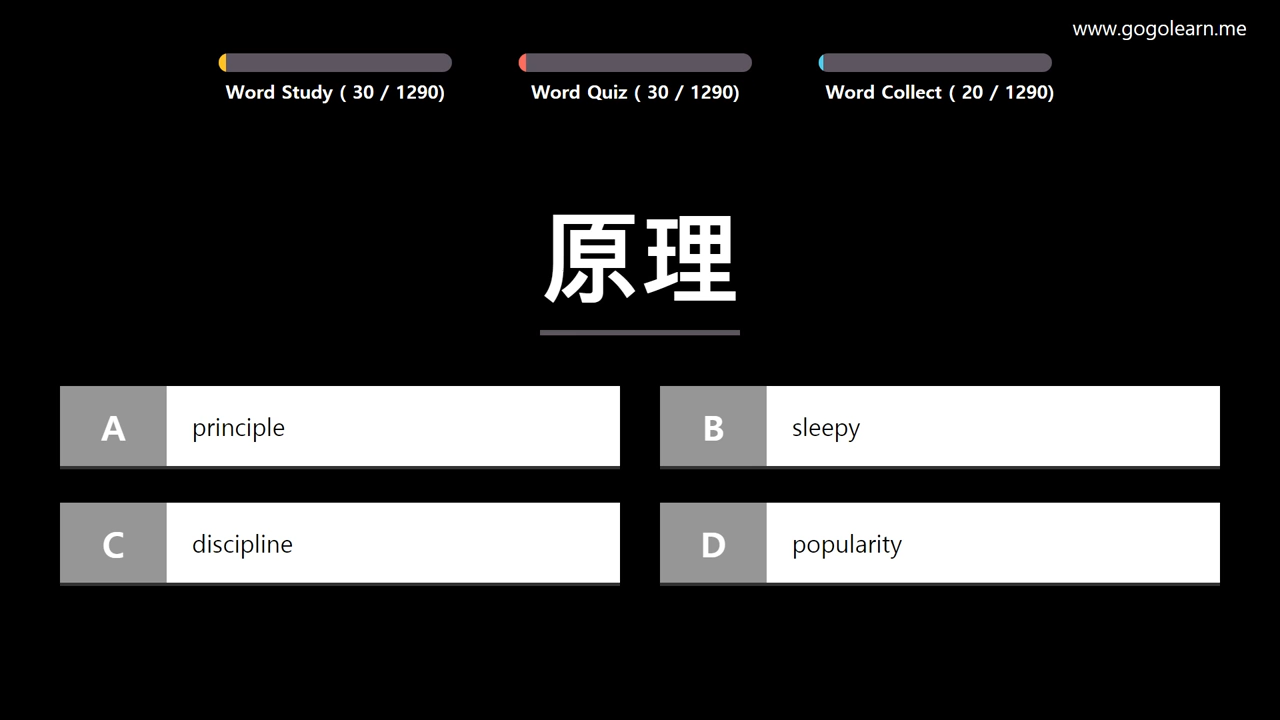 www.gogolearn.me
Word Study ( 30 / 1290)
Word Quiz ( 30 / 1290)
Word Collect ( 20 / 1290)
原理
A principle
B sleepy
C discipline
D popularity